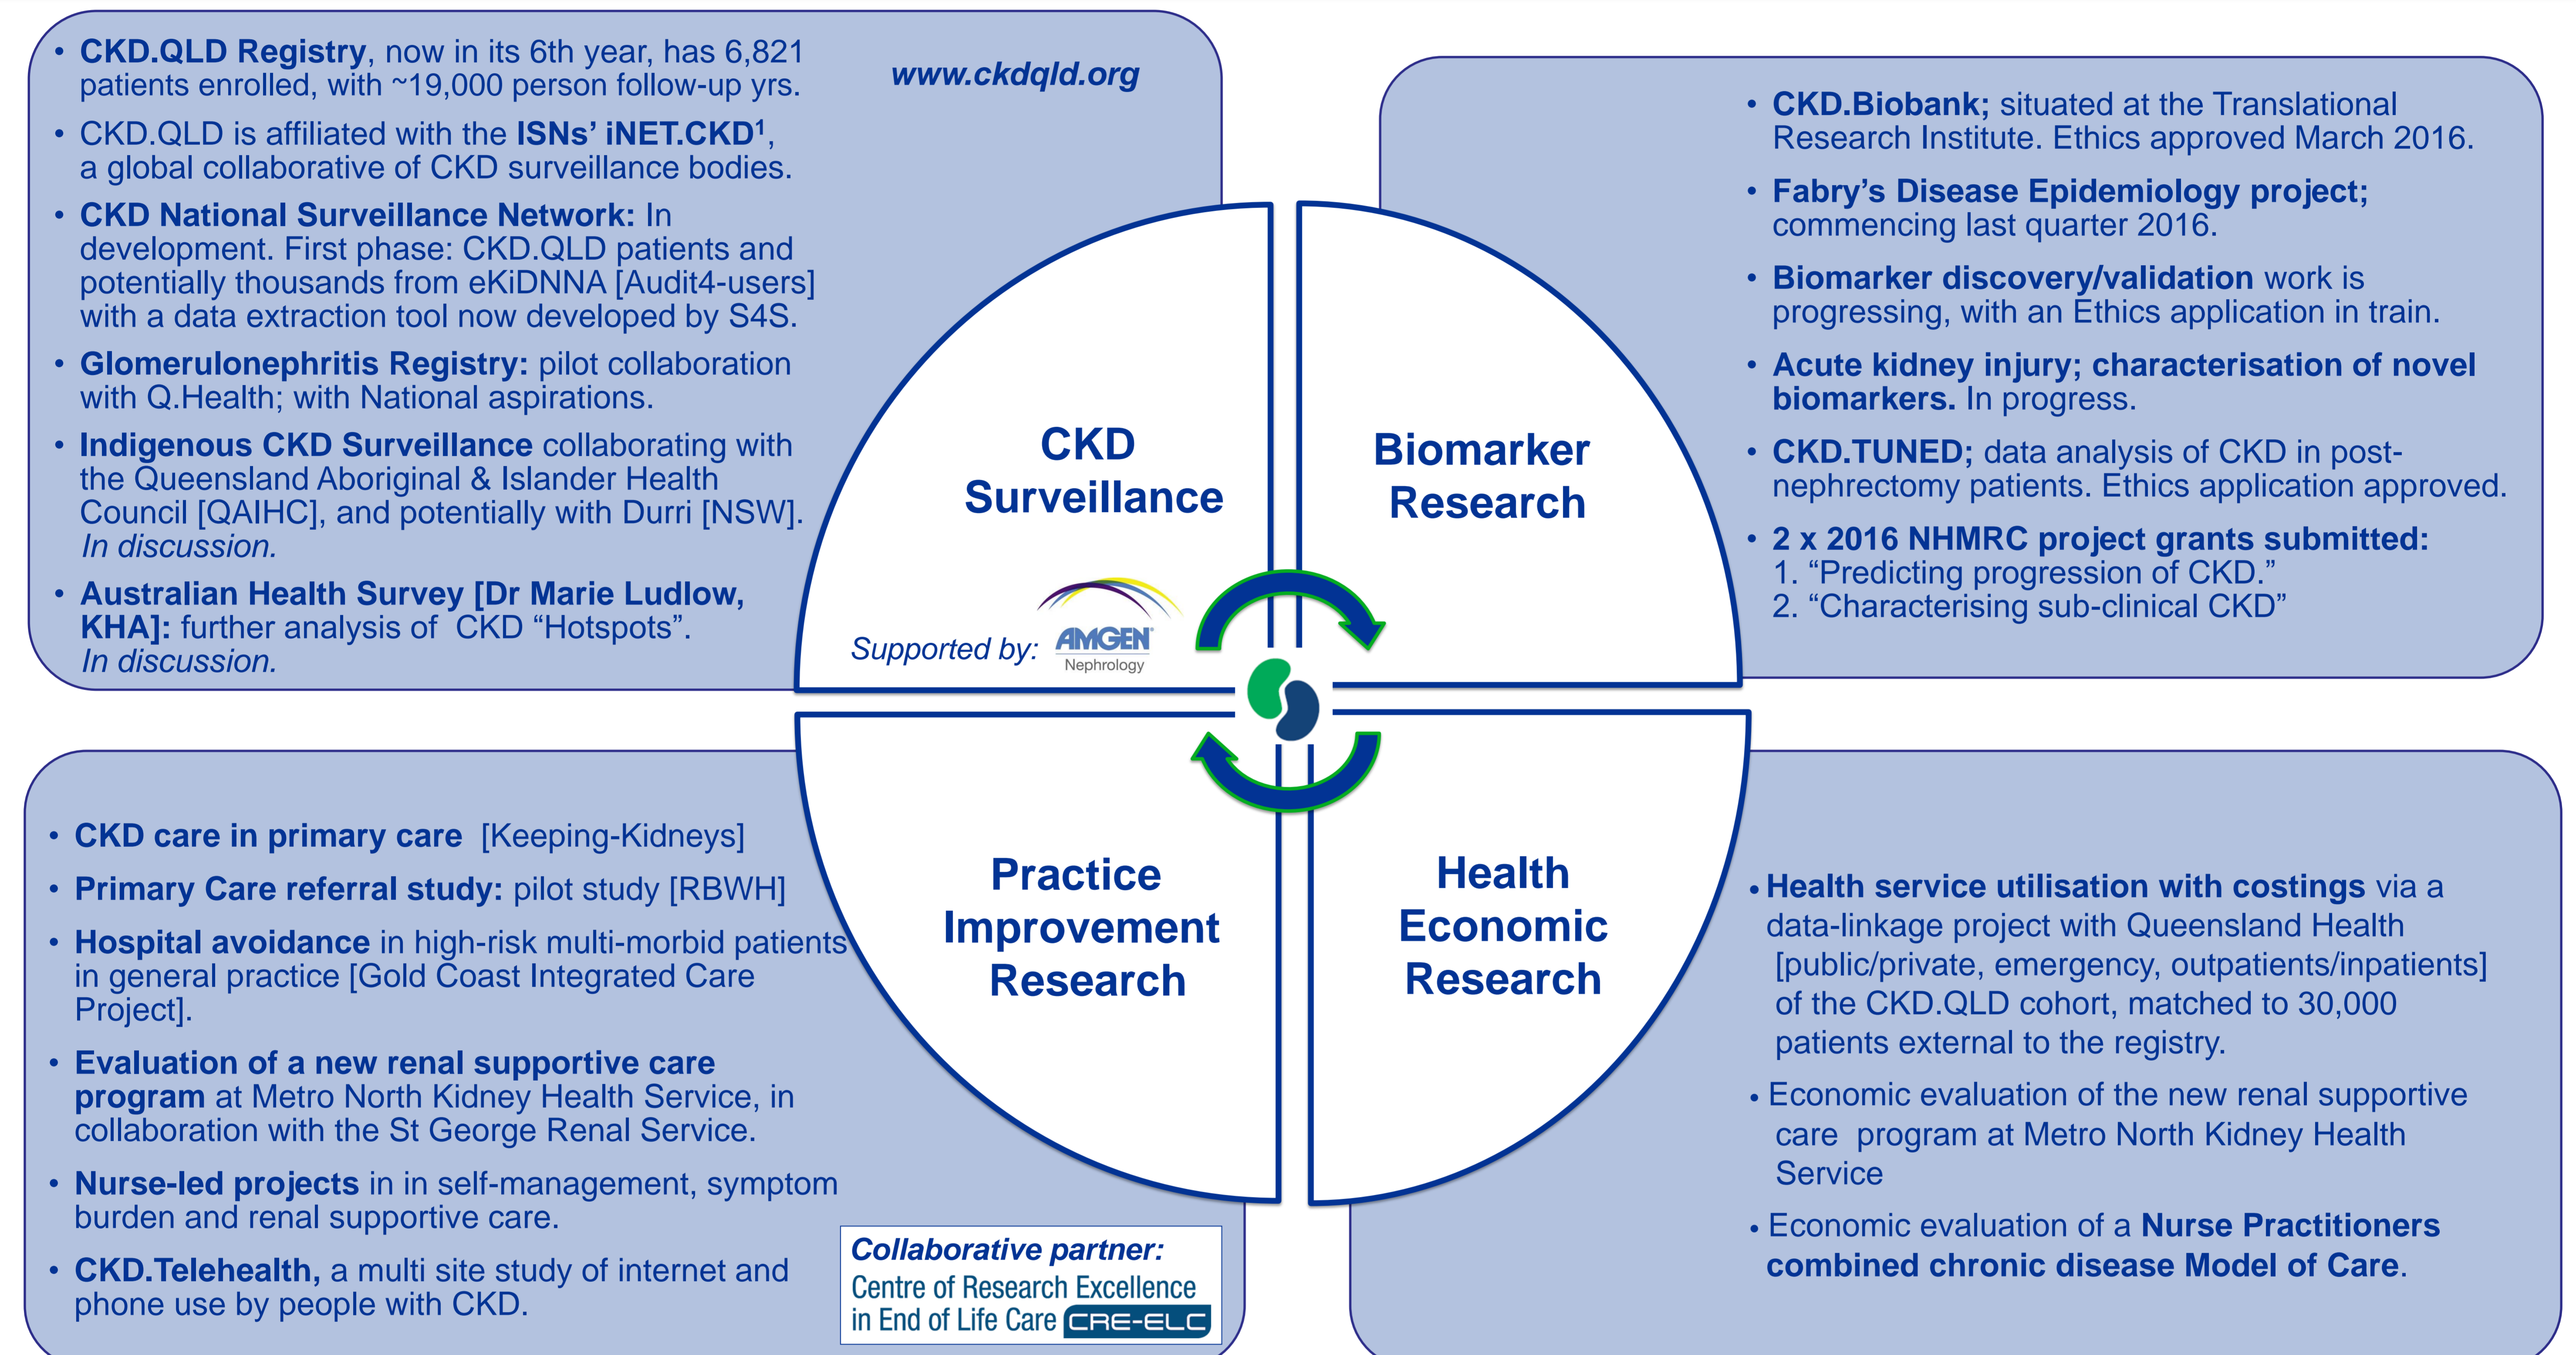 • CKD.QLD Registry, now in its 6th year, has 6,821
patients enrolled, with ~19,000 person follow-up yrs.
• CKD.QLD is affiliated with the ISNs’ iNET.CKD¹,
a global collaborative of CKD surveillance bodies.
• CKD National Surveillance Network: In
development. First phase: CKD.QLD patients and
potentially thousands from eKiDNNA [Audit4-users]
with a data extraction tool now developed by S4S.
• Glomerulonephritis Registry: pilot collaboration
with Q.Health; with National aspirations.
• Indigenous CKD Surveillance collaborating with
the Queensland Aboriginal & Islander Health
Council [QAIHC], and potentially with Durri [NSW].
In discussion.
• Australian Health Survey [Dr Marie Ludlow,
KHA]: further analysis of CKD “Hotspots”.
In discussion.
www.ckdqld.org
CKD
Surveillance
Supported by:
AMGEN®
Nephrology
Biomarker
Research
• CKD.Biobank; situated at the Translational
Research Institute. Ethics approved March 2016.
• Fabry’s Disease Epidemiology project;
commencing last quarter 2016.
• Biomarker discovery/validation work is
progressing, with an Ethics application in train.
• Acute kidney injury; characterisation of novel
biomarkers. In progress.
• CKD.TUNED; data analysis of CKD in post-
nephrectomy patients. Ethics application approved.
• 2 x 2016 NHMRC project grants submitted:
1. “Predicting progression of CKD.”
2. “Characterising sub-clinical CKD”
• CKD care in primary care [Keeping-Kidneys]
• Primary Care referral study: pilot study [RBWH]
• Hospital avoidance in high-risk multi-morbid patients
in general practice [Gold Coast Integrated Care
Project].
• Evaluation of a new renal supportive care
program at Metro North Kidney Health Service, in
collaboration with the St George Renal Service.
• Nurse-led projects in in self-management, symptom
burden and renal supportive care.
• CKD.Telehealth, a multi site study of internet and
phone use by people with CKD.
Practice
Improvement
Research
Collaborative partner:
Centre of Research Excellence
in End of Life Care CRE-ELC
Health
Economic
Research
• Health service utilisation with costings via a
data-linkage project with Queensland Health
[public/private, emergency, outpatients/inpatients]
of the CKD.QLD cohort, matched to 30,000
patients external to the registry.
• Economic evaluation of the new renal supportive
care program at Metro North Kidney Health
Service
• Economic evaluation of a Nurse Practitioners
combined chronic disease Model of Care.